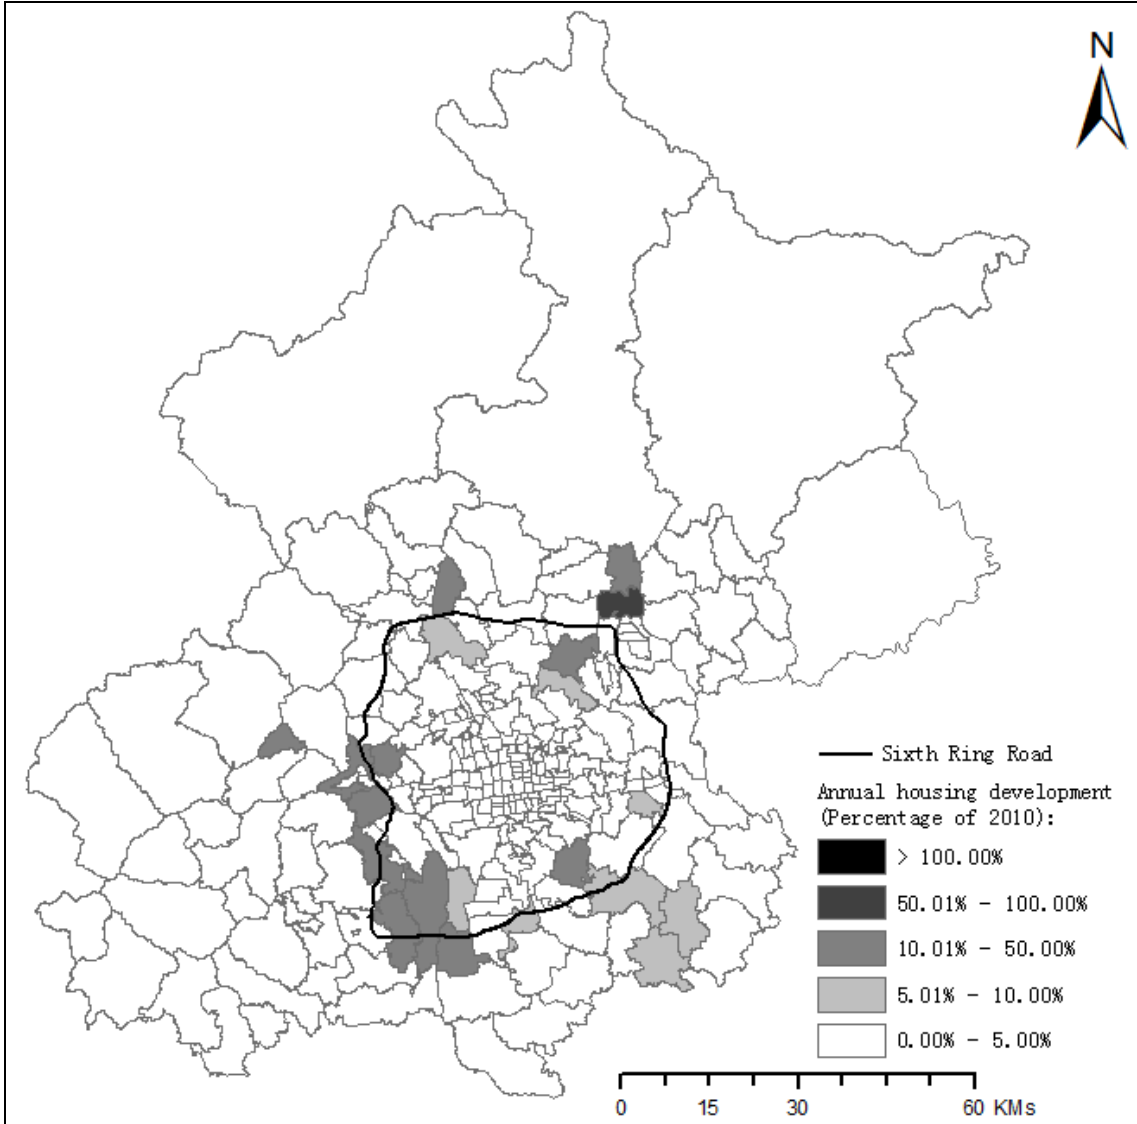 N
Sixth Ring Road
Annual housing development
(Percentage of 2010):
> 100.00%
50.01% - 100.00%
10.01% - 50.00%
5.01% - 10.00%
0.00% - 5.00%
0 15 30 60 KMs